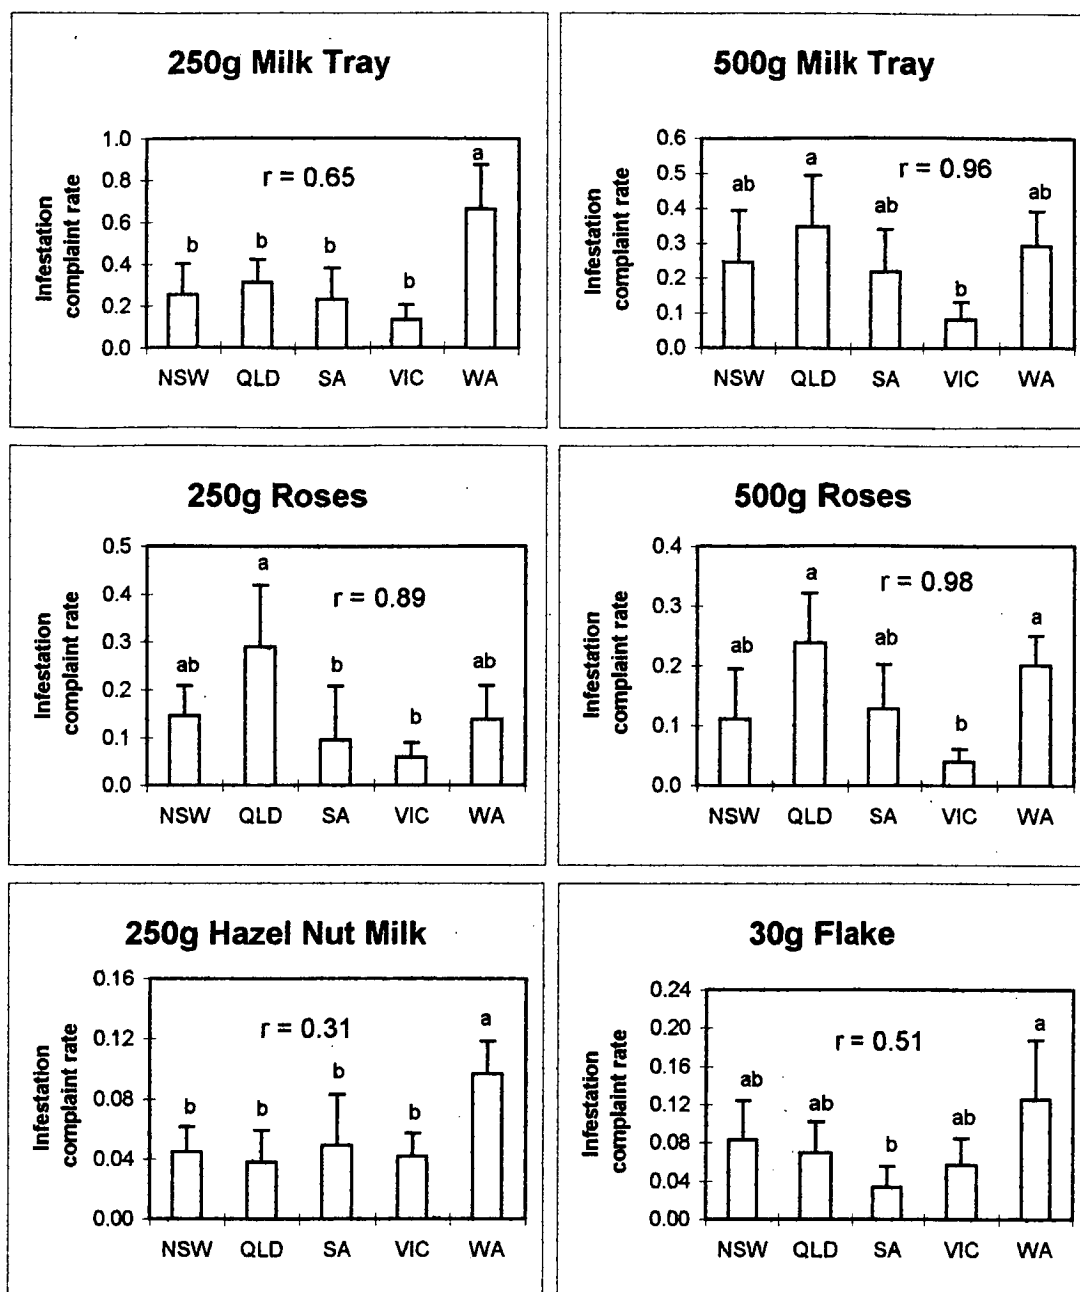 250g Milk Tray
Infestation
complaint rate
1.0
0.8
0.6
0.4
0.2
0.0
r = 0.65
b
b
b
b
a
NSW QLD SA VIC WA
500g Milk Tray
Infestation
complaint rate
0.6
0.5
0.4
0.3
0.2
0.1
0.0
r = 0.96
ab
a
ab
b
ab
NSW QLD SA VIC WA
250g Roses
Infestation
complaint rate
0.5
0.4
0.3
0.2
0.1
0.0
r = 0.89
ab
a
b
b
ab
NSW QLD SA VIC WA
500g Roses
Infestation
complaint rate
0.4
0.3
0.2
0.1
0.0
r = 0.98
ab
a
ab
b
a
NSW QLD SA VIC WA
250g Hazel Nut Milk
Infestation
complaint rate
0.16
0.12
0.08
0.04
0.00
r = 0.31
b
b
b
b
a
NSW QLD SA VIC WA
30g Flake
Infestation
complaint rate
0.24
0.20
0.16
0.12
0.08
0.04
0.00
r = 0.51
ab
ab
b
ab
a
NSW QLD SA VIC WA